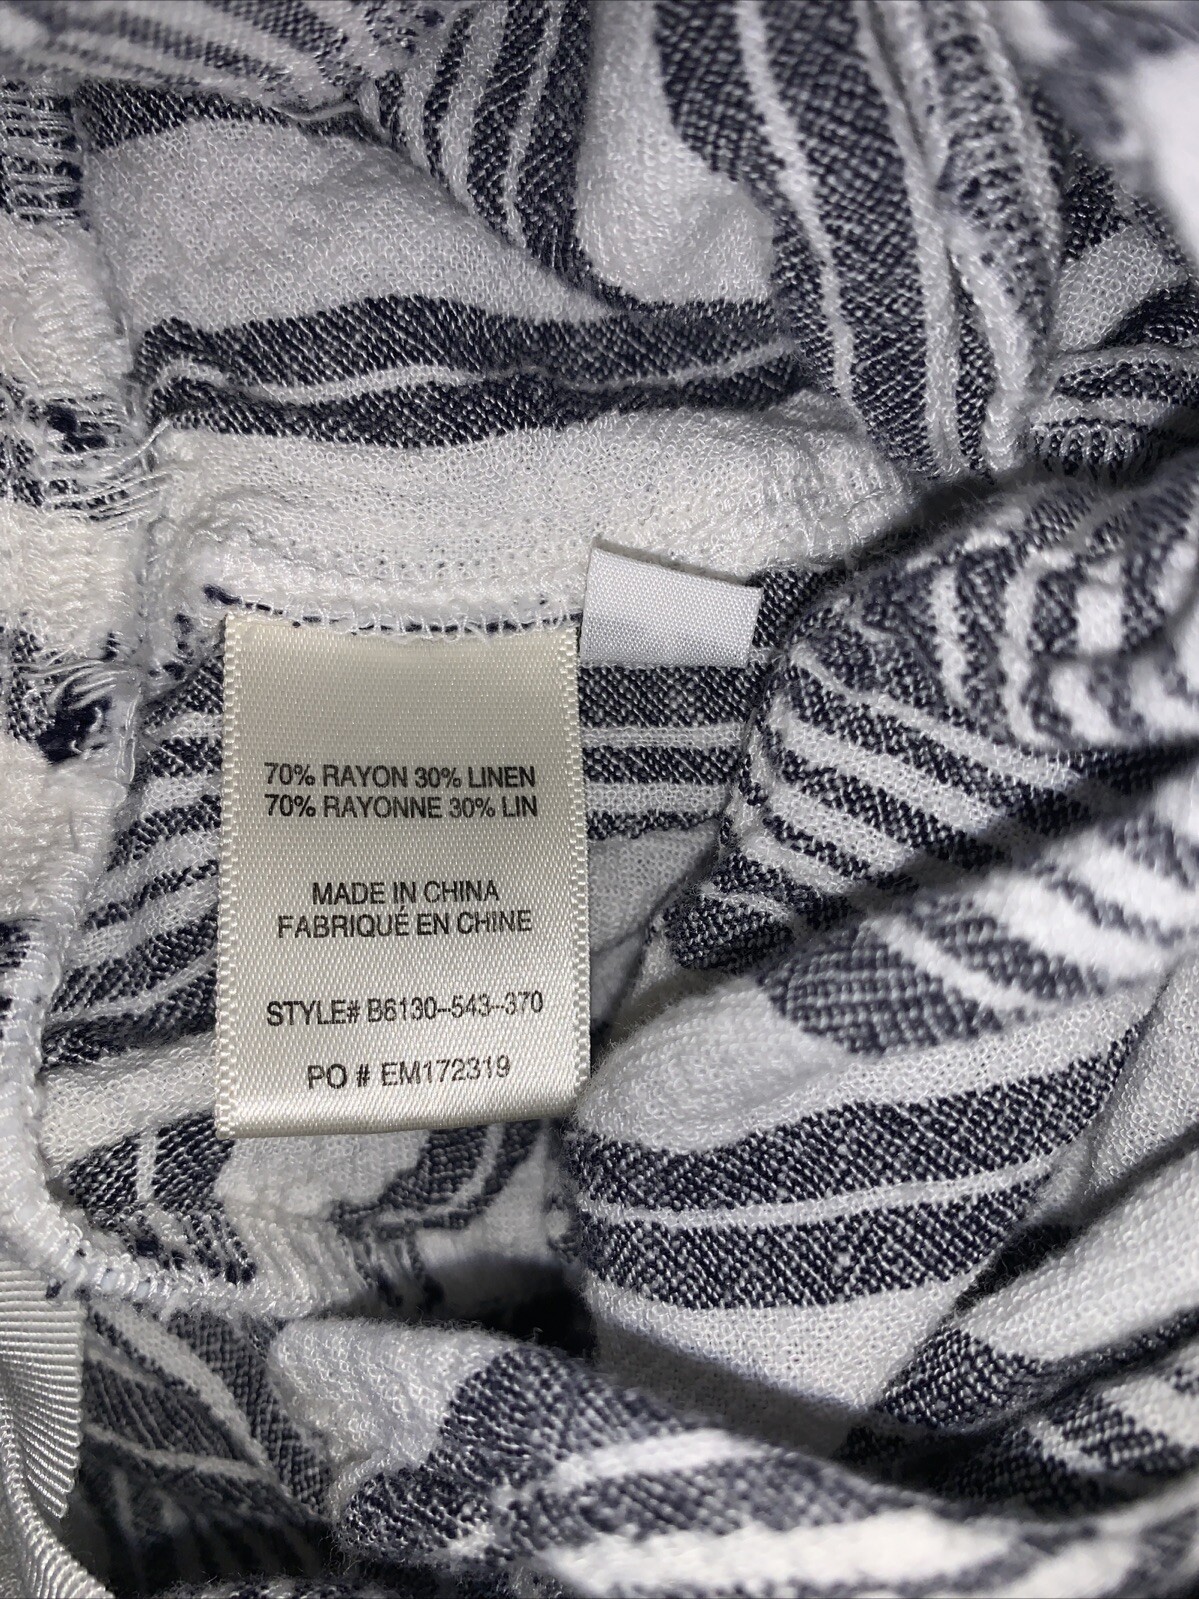 70% RAYON 30% LINEN
70% RAYONNE 30% LIN
MADE IN CHINA
FABRIQUÉ EN CHINE
STYLE# B6130-543-370
PO # EM172319